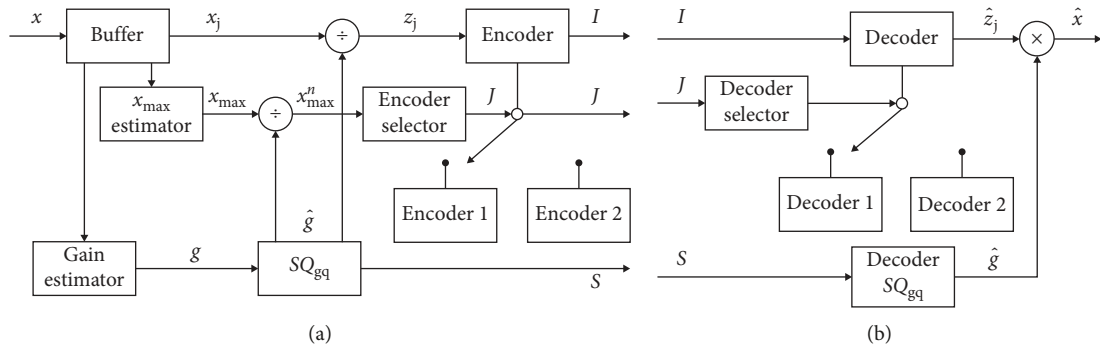 x
Buffer
x_j
÷
z_j
Encoder
I
x_max
estimator
x_max
÷
x^n_max
Encoder
selector
J
J
Encoder 1
Encoder 2
Gain
estimator
g
ĝ
SQ_gq
S
(a)
I
Decoder
ẑ_j
×
x̂
J
Decoder
selector
Decoder 1
Decoder 2
S
Decoder
SQ_gq
ĝ
(b)